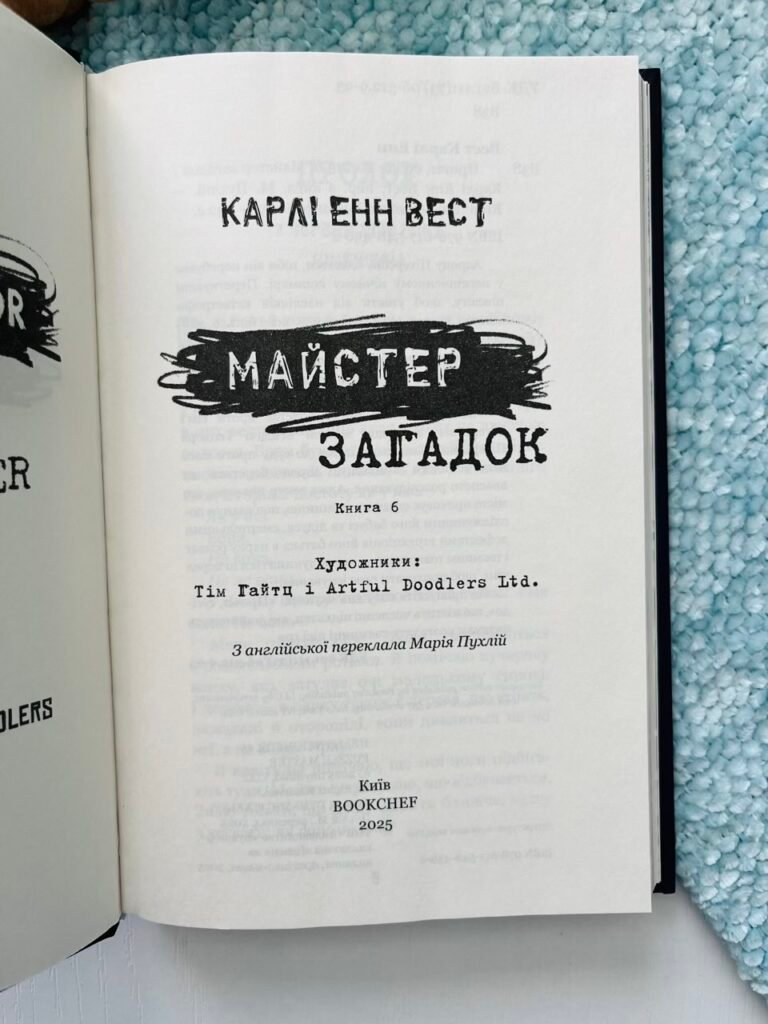 КАРЛІ ЕНН ВЕСТ
МАЙСТЕР
ЗАГАДОК
Книга 6
Художники:
Тім Гайтц і Artful Doodlers Ltd.
З англійської переклала Марія Пухлій
Київ
BOOKCHEF
2025